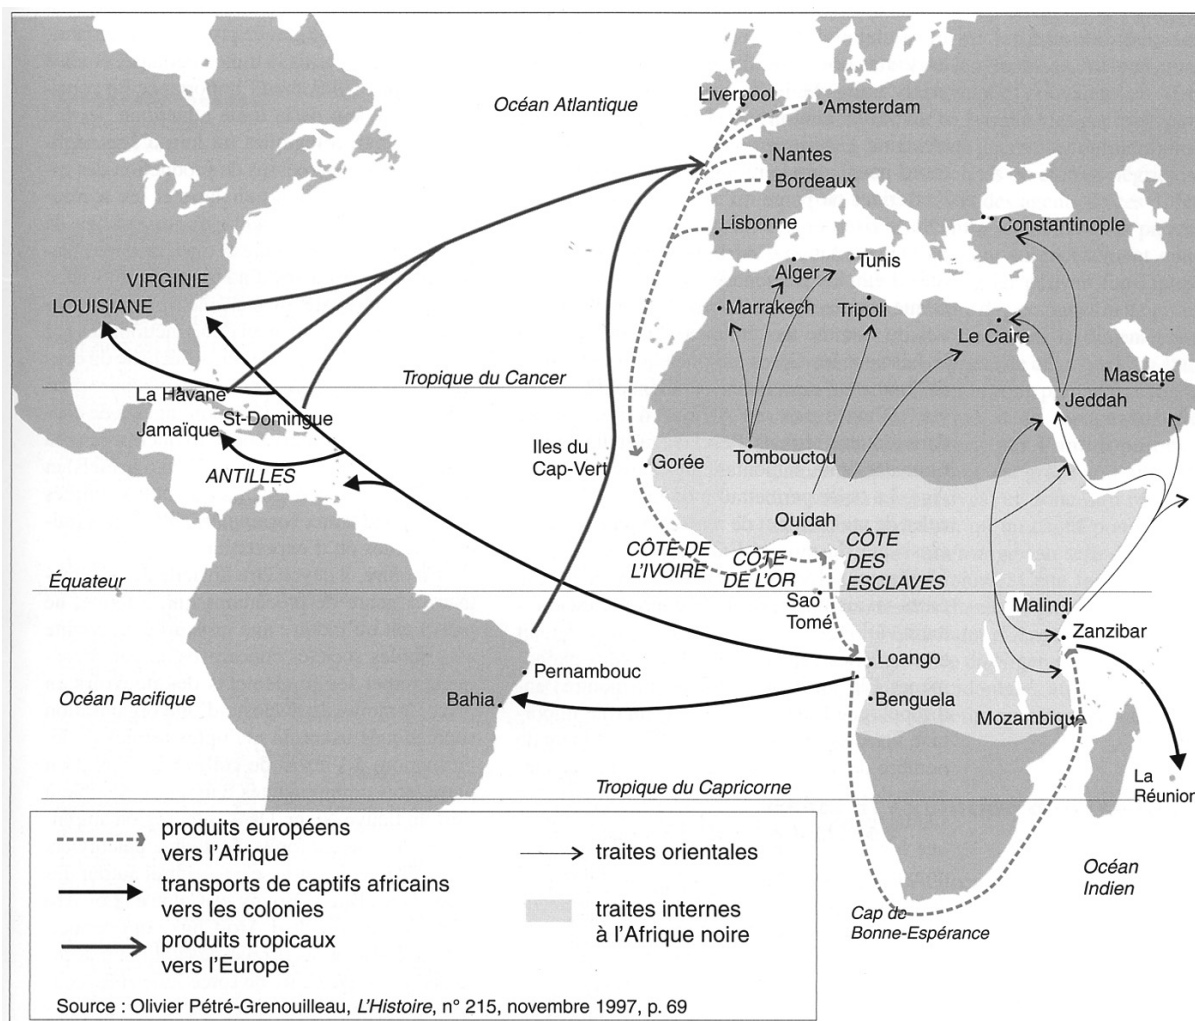 Océan Atlantique
Liverpool
Amsterdam
Nantes
Bordeaux
Lisbonne
Constantinople
Alger
Tunis
Marrakech
Tripoli
Le Caire
VIRGINIE
LOUISIANE
Tropique du Cancer
Mascate
Jeddah
La Havane
St-Domingue
Jamaïque
ANTILLES
Iles du
Cap-Vert
Gorée
Tombouctou
Ouidah
CÔTE DE
L'IVOIRE
CÔTE
DE L'OR
CÔTE
DES
ESCLAVES
Équateur
Sao
Tomé
Malindi
Zanzibar
Loango
Pernambouc
Bahia
Benguela
Océan Pacifique
Mozambique
Tropique du Capricorne
La
Réunion
Océan
Indien
Cap de
Bonne-Espérance
produits européens
vers l'Afrique
transports de captifs africains
vers les colonies
produits tropicaux
vers l'Europe
traites orientales
traites internes
à l'Afrique noire
Source : Olivier Pétré-Grenouilleau, L'Histoire, n° 215, novembre 1997, p. 69